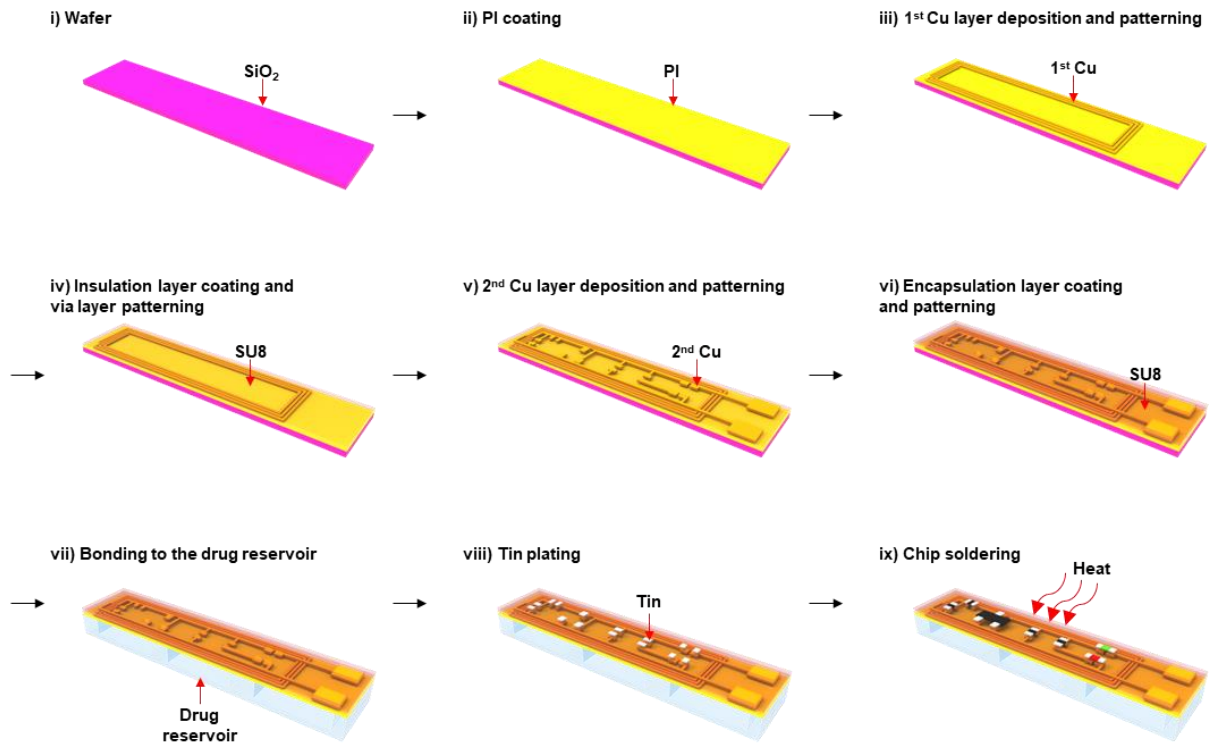 i) Wafer
SiO₂
ii) PI coating
PI
iii) 1ˢᵗ Cu layer deposition and patterning
1ˢᵗ Cu
iv) Insulation layer coating and
via layer patterning
SU8
v) 2ⁿᵈ Cu layer deposition and patterning
2ⁿᵈ Cu
vi) Encapsulation layer coating
and patterning
SU8
vii) Bonding to the drug reservoir
Drug
reservoir
viii) Tin plating
Tin
ix) Chip soldering
Heat